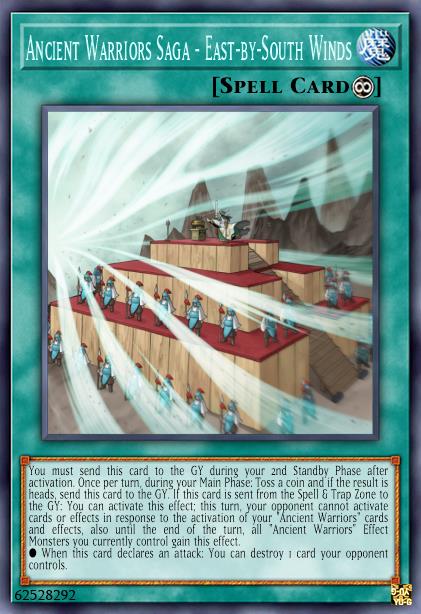 ANCIENT WARRIORS SAGA - EAST-BY-SOUTH WINDS
魔
[SPELL CARD]
You must send this card to the GY during your 2nd Standby Phase after
activation. Once per turn, during your Main Phase: Toss a coin and if the result is
heads, send this card to the GY. If this card is sent from the Spell & Trap Zone to
the GY: You can activate this effect; this turn, your opponent cannot activate
cards or effects in response to the activation of your "Ancient Warriors" cards
and effects, also until the end of the turn, all "Ancient Warriors" Effect
Monsters you currently control gain this effect.
● When this card declares an attack: You can destroy 1 card your opponent
controls.
62528292